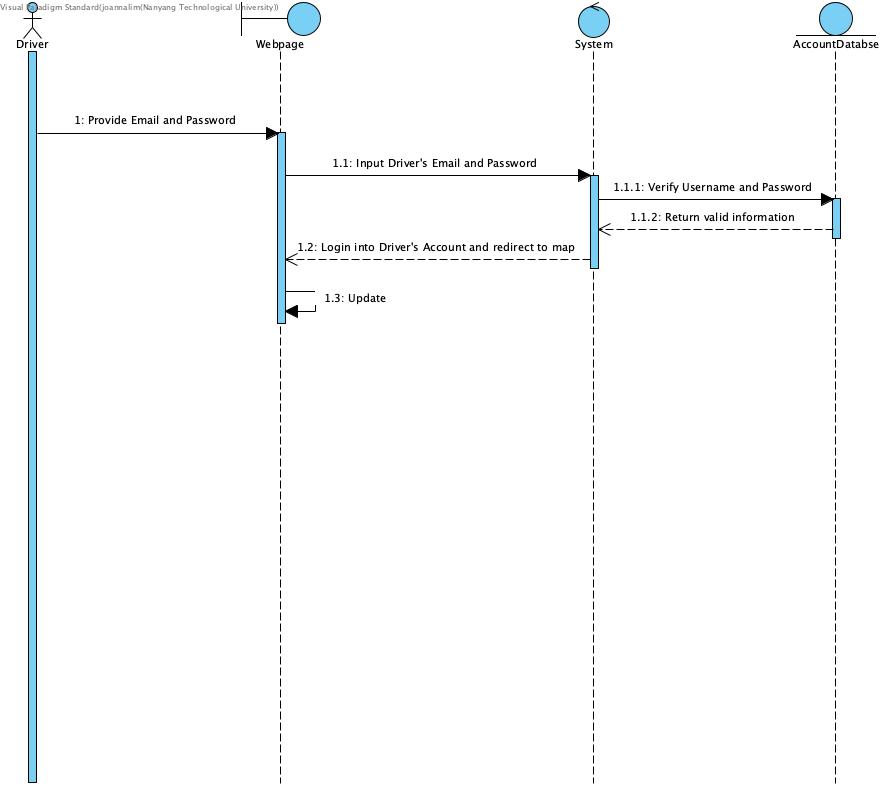 Visual Paradigm Standard(joannalim(Nanyang Technological University))
Driver
Webpage
System
AccountDatabse
1: Provide Email and Password
1.1: Input Driver's Email and Password
1.1.1: Verify Username and Password
1.1.2: Return valid information
1.2: Login into Driver's Account and redirect to map
1.3: Update